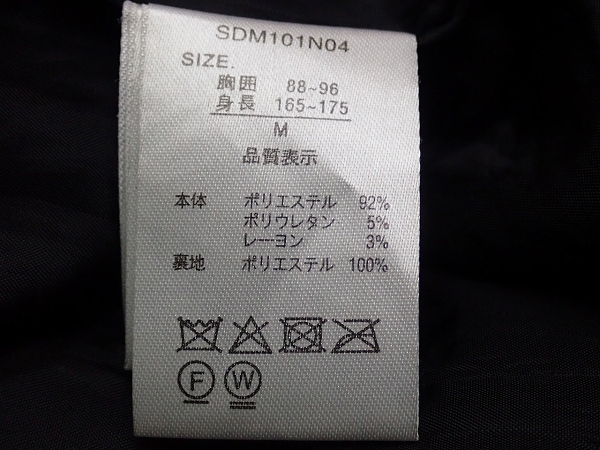 SDM101N04
SIZE.
胸囲 88~96
身長 165~175
M
品質表示
本体 ポリエステル 92%
ポリウレタン 5%
レーヨン 3%
裏地 ポリエステル 100%
F W